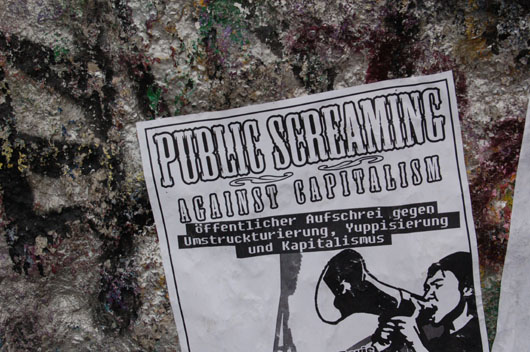 PUBLIC SCREAMING
AGAINST CAPITALISM
öffentlicher Aufschrei gegen
Umstrukturierung, Yuppisierung
und Kapitalismus